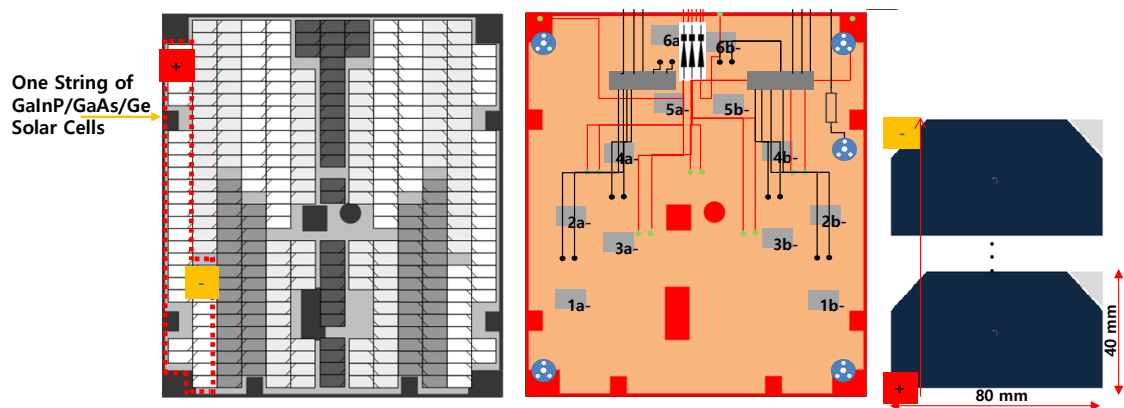 One String of
GaInP/GaAs/Ge
Solar Cells
+
-
6a-
6b-
5a-
5b-
4a-
4b-
2a-
2b-
3a-
3b-
1a-
1b-
-
+
40 mm
80 mm